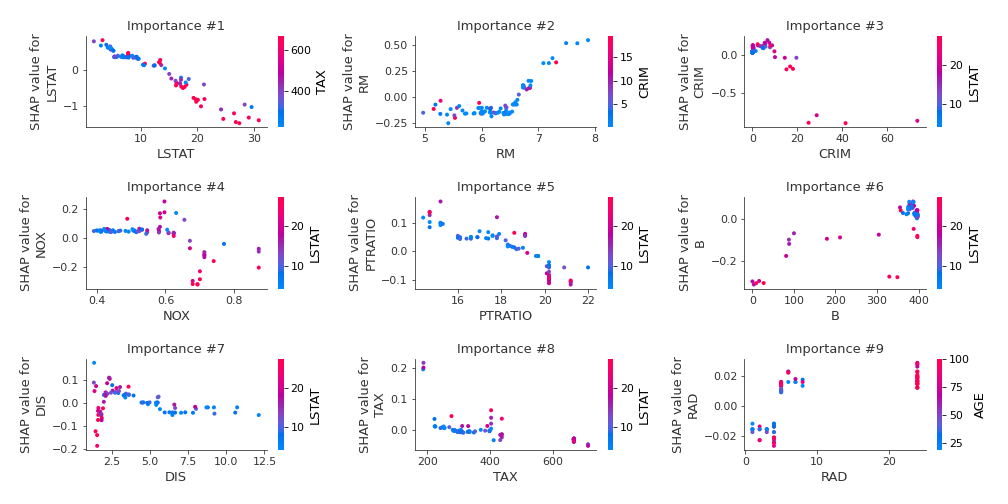 Importance #1
SHAP value for
LSTAT
0
−1
10
20
30
LSTAT
600
400
TAX
Importance #2
SHAP value for
RM
0.50
0.25
0.00
−0.25
5
6
7
8
RM
15
10
5
CRIM
Importance #3
SHAP value for
CRIM
0.0
−0.5
0
20
40
60
CRIM
20
10
LSTAT
Importance #4
SHAP value for
NOX
0.2
0.0
−0.2
0.4
0.6
0.8
NOX
20
10
LSTAT
Importance #5
SHAP value for
PTRATIO
0.1
0.0
−0.1
16
18
20
22
PTRATIO
20
10
LSTAT
Importance #6
SHAP value for
B
0.0
−0.2
0
100
200
300
400
B
20
10
LSTAT
Importance #7
SHAP value for
DIS
0.1
0.0
−0.1
−0.2
2.5
5.0
7.5
10.0
12.5
DIS
20
10
LSTAT
Importance #8
SHAP value for
TAX
0.2
0.1
0.0
200
400
600
TAX
20
10
LSTAT
Importance #9
SHAP value for
RAD
0.02
0.00
−0.02
0
10
20
RAD
100
75
50
25
AGE